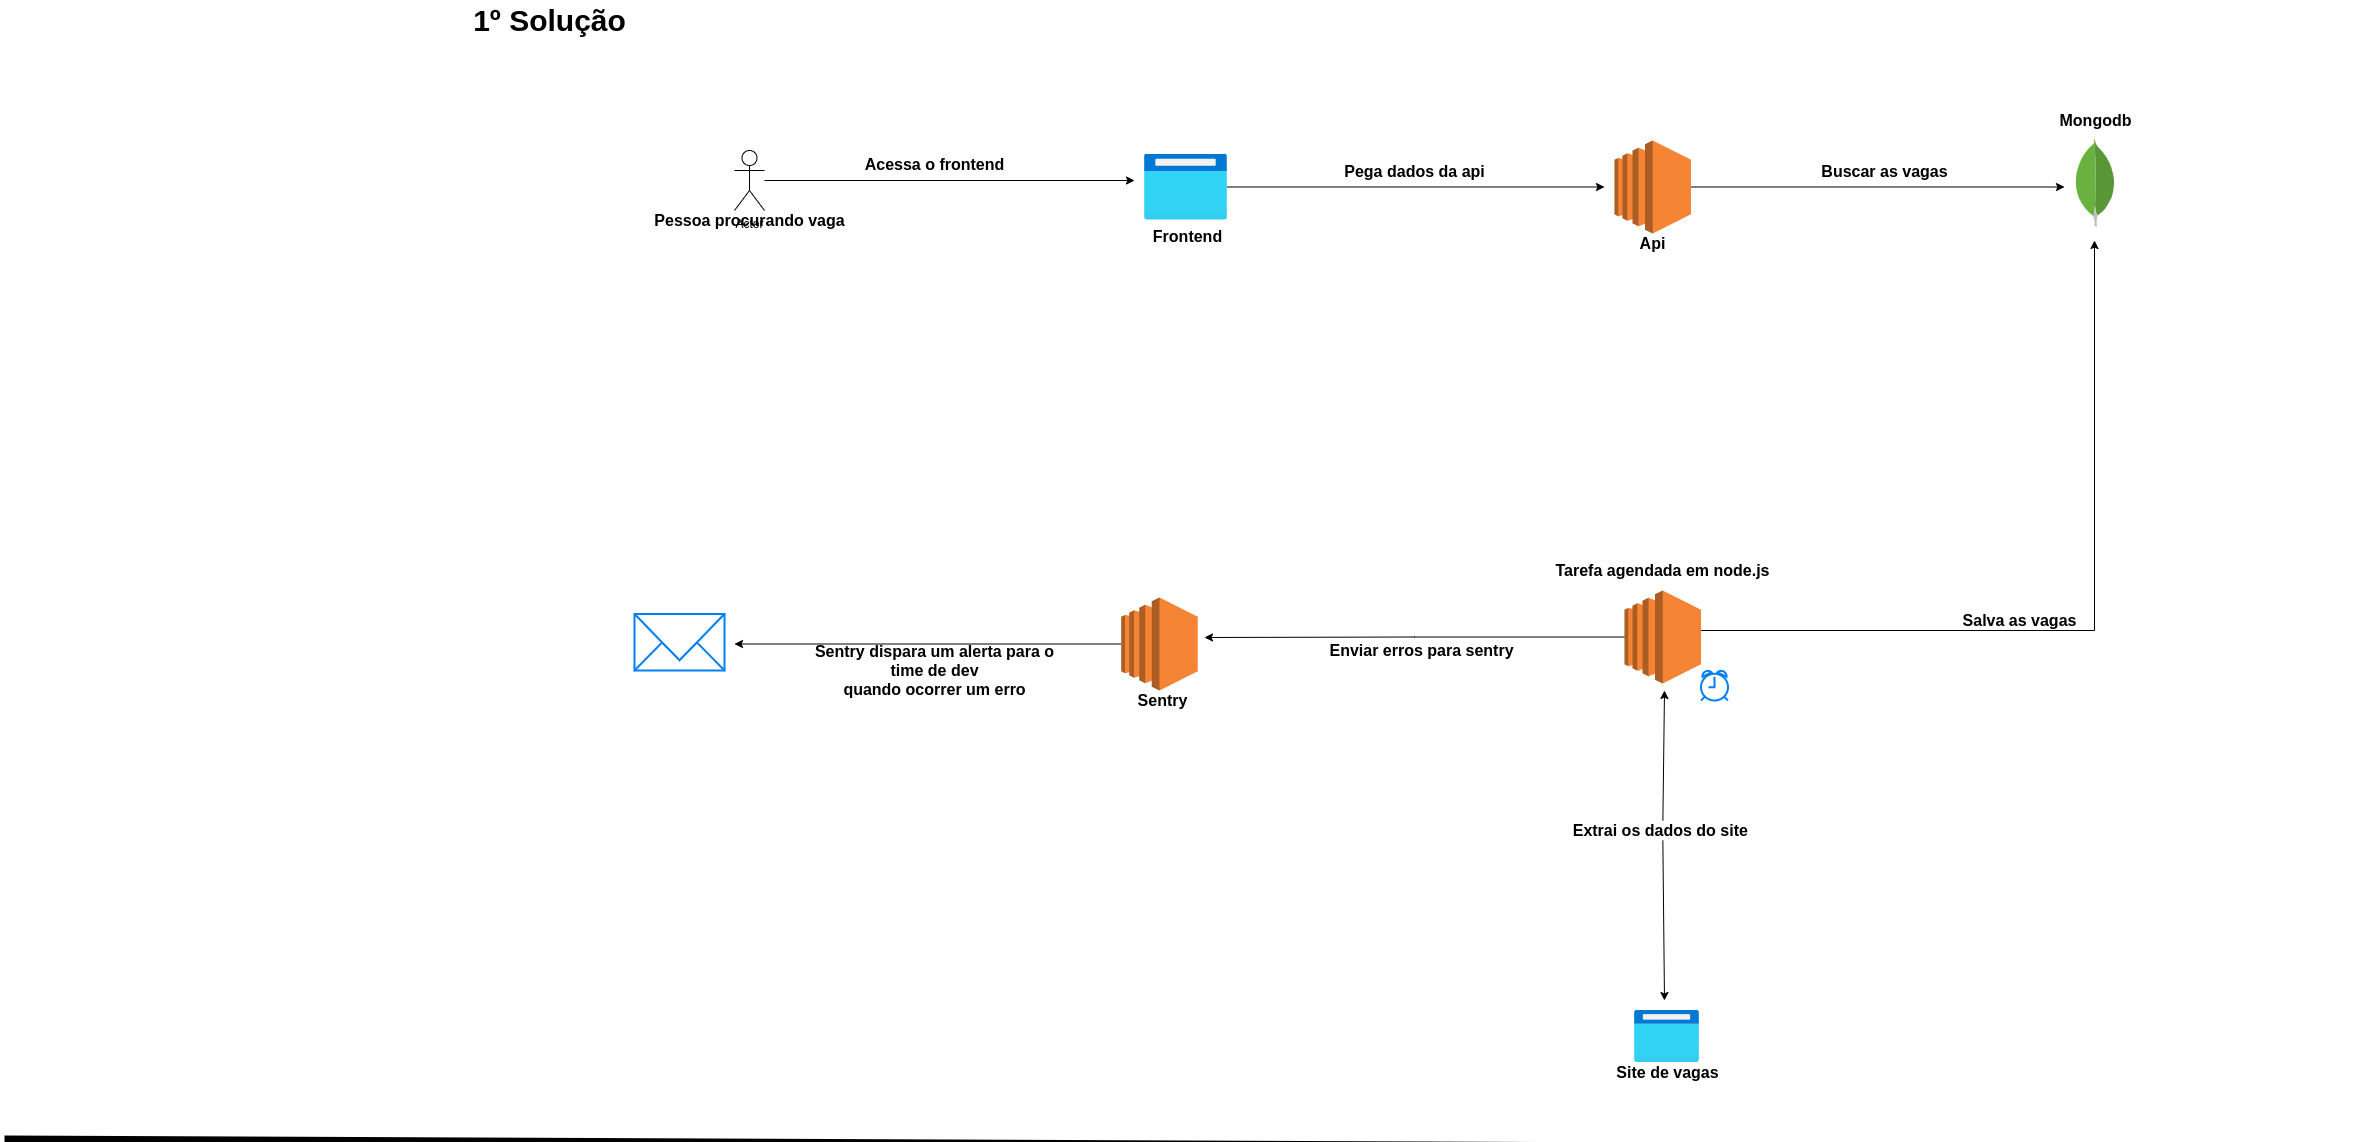 1º Solução
Mongodb
Acessa o frontend
Pega dados da api
Buscar as vagas
Pessoa procurando vaga
Actor
Frontend
Api
Tarefa agendada em node.js
Salva as vagas
Sentry dispara um alerta para o
time de dev
quando ocorrer um erro
Enviar erros para sentry
Sentry
Extrai os dados do site
Site de vagas